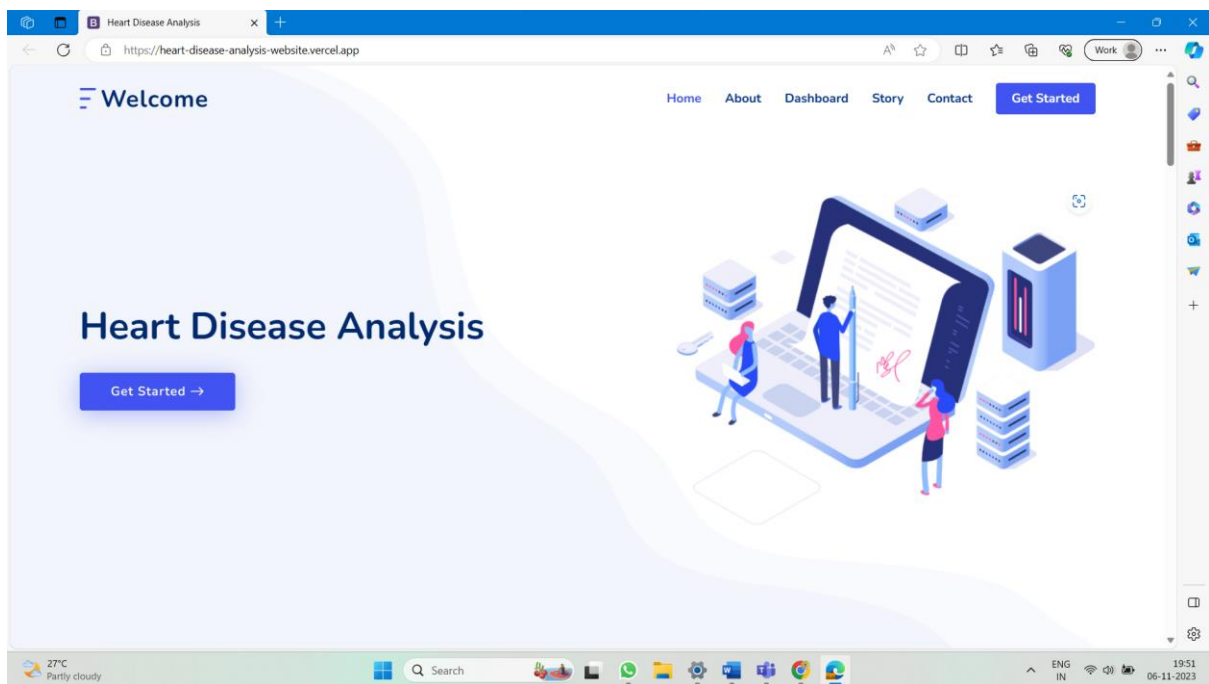 Heart Disease Analysis
https://heart-disease-analysis-website.vercel.app
Work
Welcome
Home About Dashboard Story Contact Get Started
Heart Disease Analysis
Get Started →
27°C
Partly cloudy
Search
ENG
IN
19:51
06-11-2023